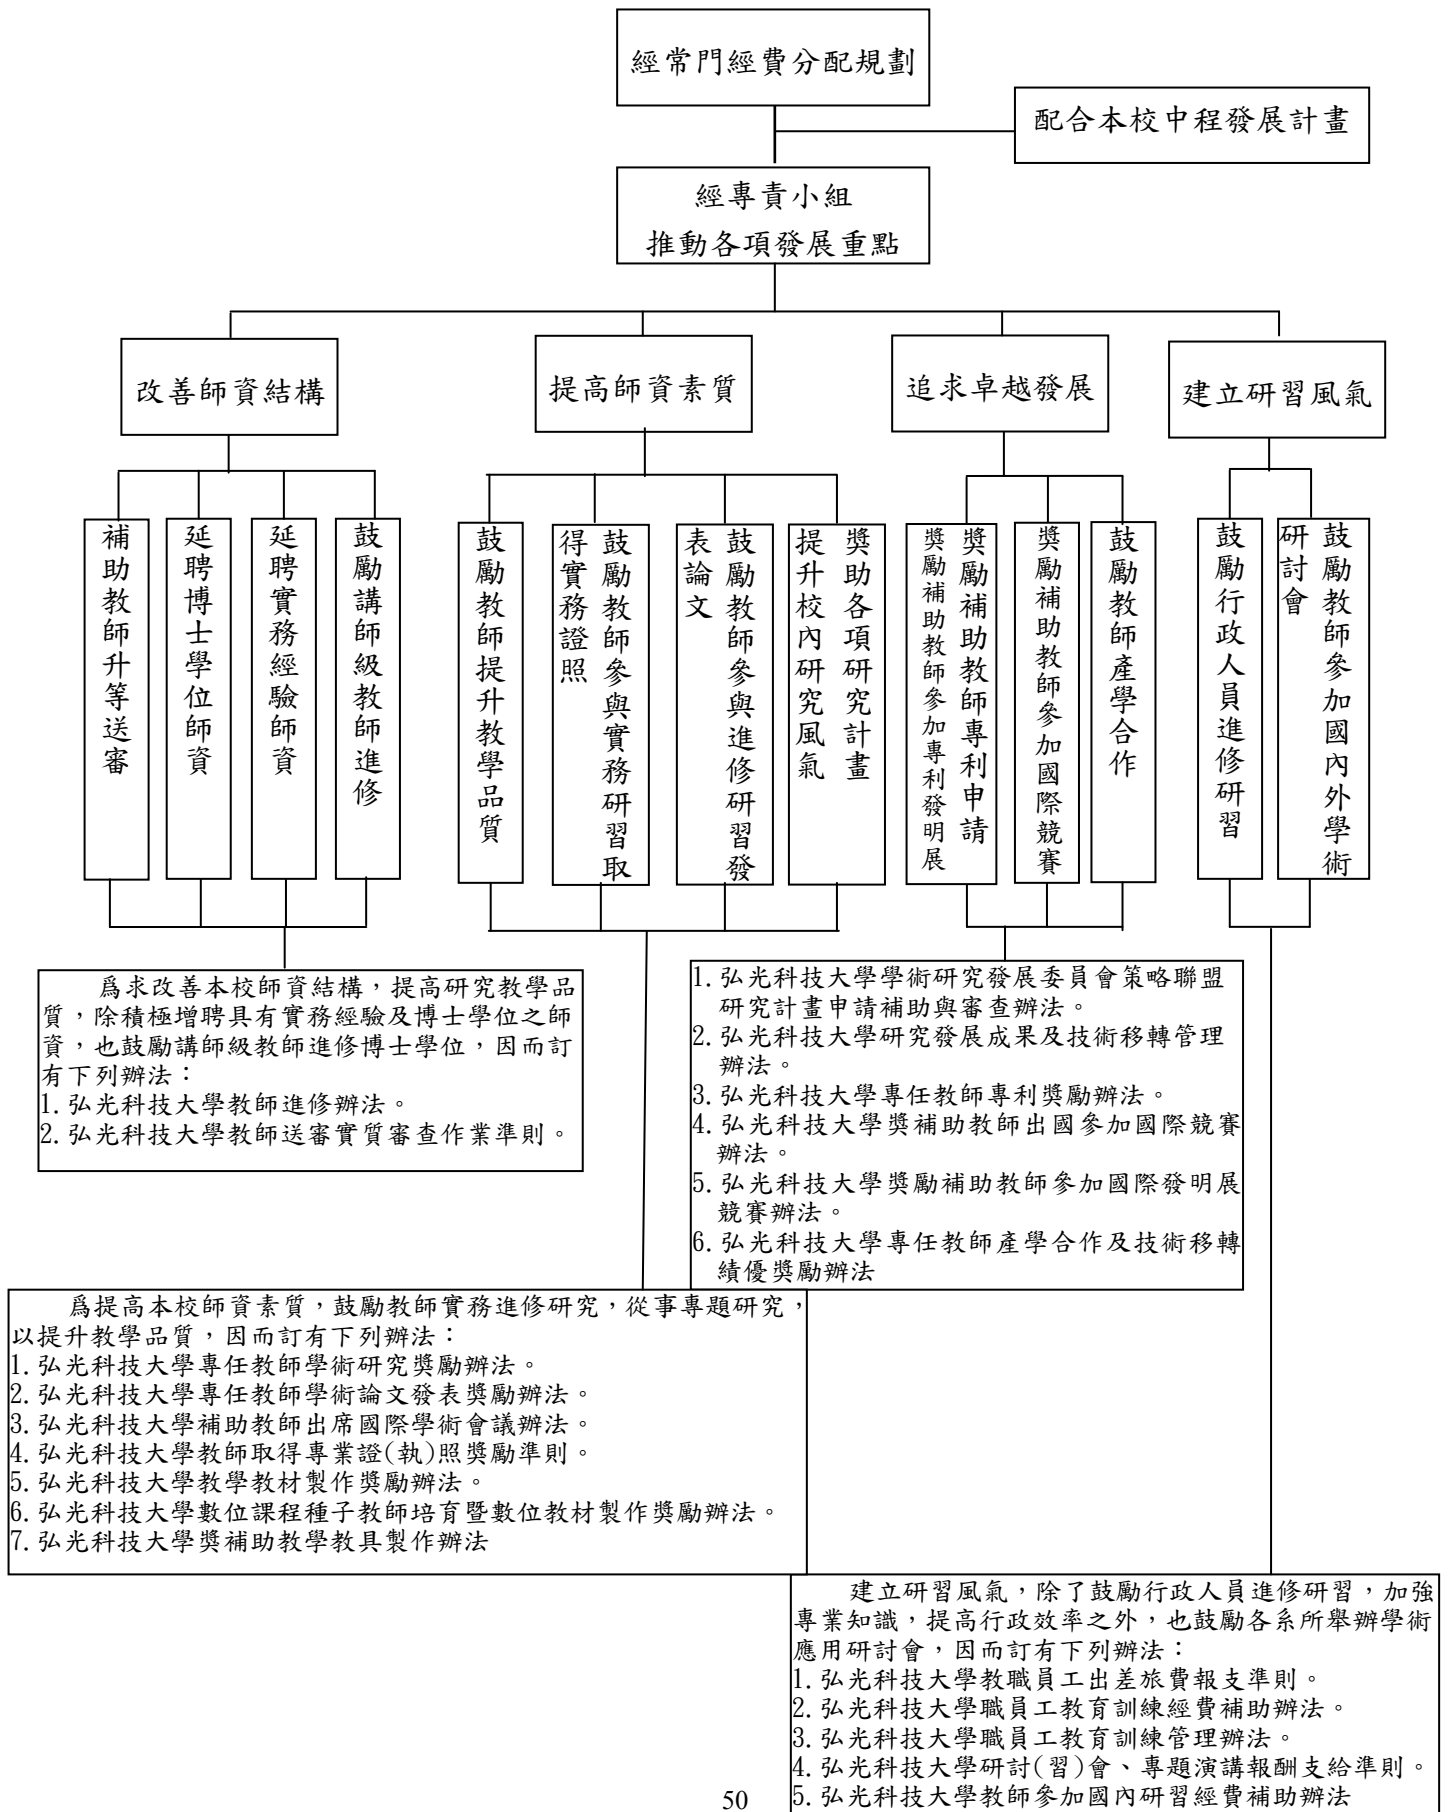 經常門經費分配規劃
配合本校中程發展計畫
經專責小組
推動各項發展重點
改善師資結構
提高師資素質
追求卓越發展
建立研習風氣
補助教師升等送審
延聘博士學位師資
延聘實務經驗師資
鼓勵講師級教師進修
鼓勵教師提升教學品質
鼓勵教師參與實務研習取
得實務證照
鼓勵教師參與進修研習發
表論文
獎助各項研究計畫
提升校內研究風氣
獎勵補助教師專利申請
獎勵補助教師參加專利發明展
獎勵補助教師參加國際競賽
鼓勵教師產學合作
鼓勵行政人員進修研習
鼓勵教師參加國內外學術
研討會
為求改善本校師資結構，提高研究教學品
質，除積極增聘具有實務經驗及博士學位之師
資，也鼓勵講師級教師進修博士學位，因而訂
有下列辦法：
1.弘光科技大學教師進修辦法。
2.弘光科技大學教師送審實質審查作業準則。
1.弘光科技大學學術研究發展委員會策略聯盟
研究計畫申請補助與審查辦法。
2.弘光科技大學研究發展成果及技術移轉管理
辦法。
3.弘光科技大學專任教師專利獎勵辦法。
4.弘光科技大學獎補助教師出國參加國際競賽
辦法。
5.弘光科技大學獎勵補助教師參加國際發明展
競賽辦法。
6.弘光科技大學專任教師產學合作及技術移轉
績優獎勵辦法
為提高本校師資素質，鼓勵教師實務進修研究，從事專題研究，
以提升教學品質，因而訂有下列辦法：
1.弘光科技大學專任教師學術研究獎勵辦法。
2.弘光科技大學專任教師學術論文發表獎勵辦法。
3.弘光科技大學補助教師出席國際學術會議辦法。
4.弘光科技大學教師取得專業證(執)照獎勵準則。
5.弘光科技大學教學教材製作獎勵辦法。
6.弘光科技大學數位課程種子教師培育暨數位教材製作獎勵辦法。
7.弘光科技大學獎補助教學教具製作辦法
建立研習風氣，除了鼓勵行政人員進修研習，加強
專業知識，提高行政效率之外，也鼓勵各系所舉辦學術
應用研討會，因而訂有下列辦法：
1.弘光科技大學教職員工出差旅費報支準則。
2.弘光科技大學職員工教育訓練經費補助辦法。
3.弘光科技大學職員工教育訓練管理辦法。
4.弘光科技大學研討(習)會、專題演講報酬支給準則。
5.弘光科技大學教師參加國內研習經費補助辦法
50